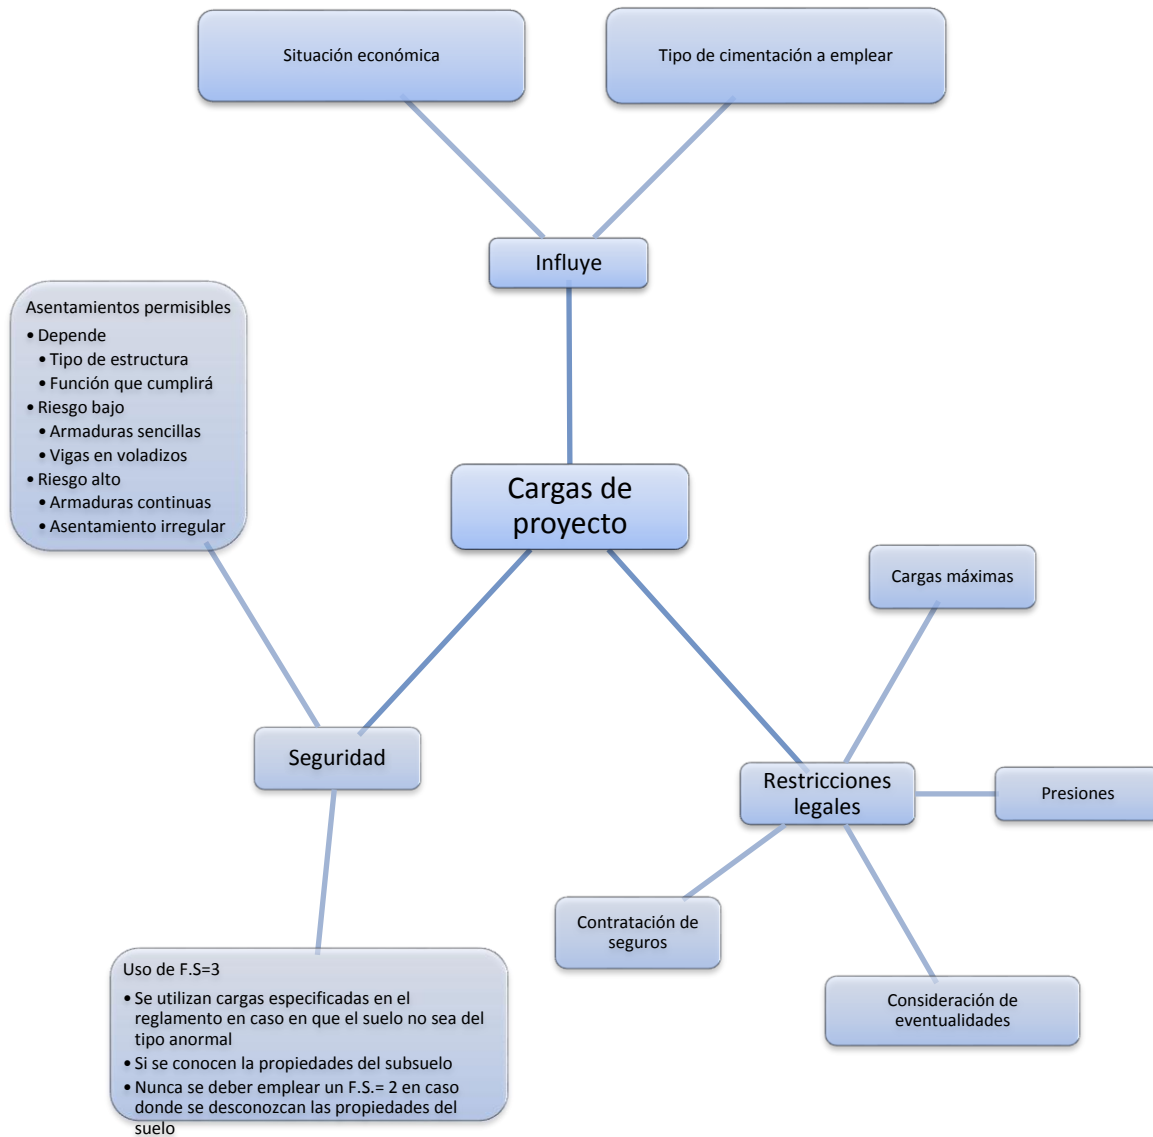 Situación económica
Tipo de cimentación a emplear
Influye
Asentamientos permisibles
• Depende
• Tipo de estructura
• Función que cumplirá
• Riesgo bajo
• Armaduras sencillas
• Vigas en voladizos
• Riesgo alto
• Armaduras continuas
• Asentamiento irregular
Cargas de
proyecto
Cargas máximas
Seguridad
Restricciones
legales
Presiones
Contratación de
seguros
Consideración de
eventualidades
Uso de F.S=3
• Se utilizan cargas especificadas en el
reglamento en caso en que el suelo no sea del
tipo anormal
• Si se conocen la propiedades del subsuelo
• Nunca se deber emplear un F.S.= 2 en caso
donde se desconozcan las propiedades del
suelo